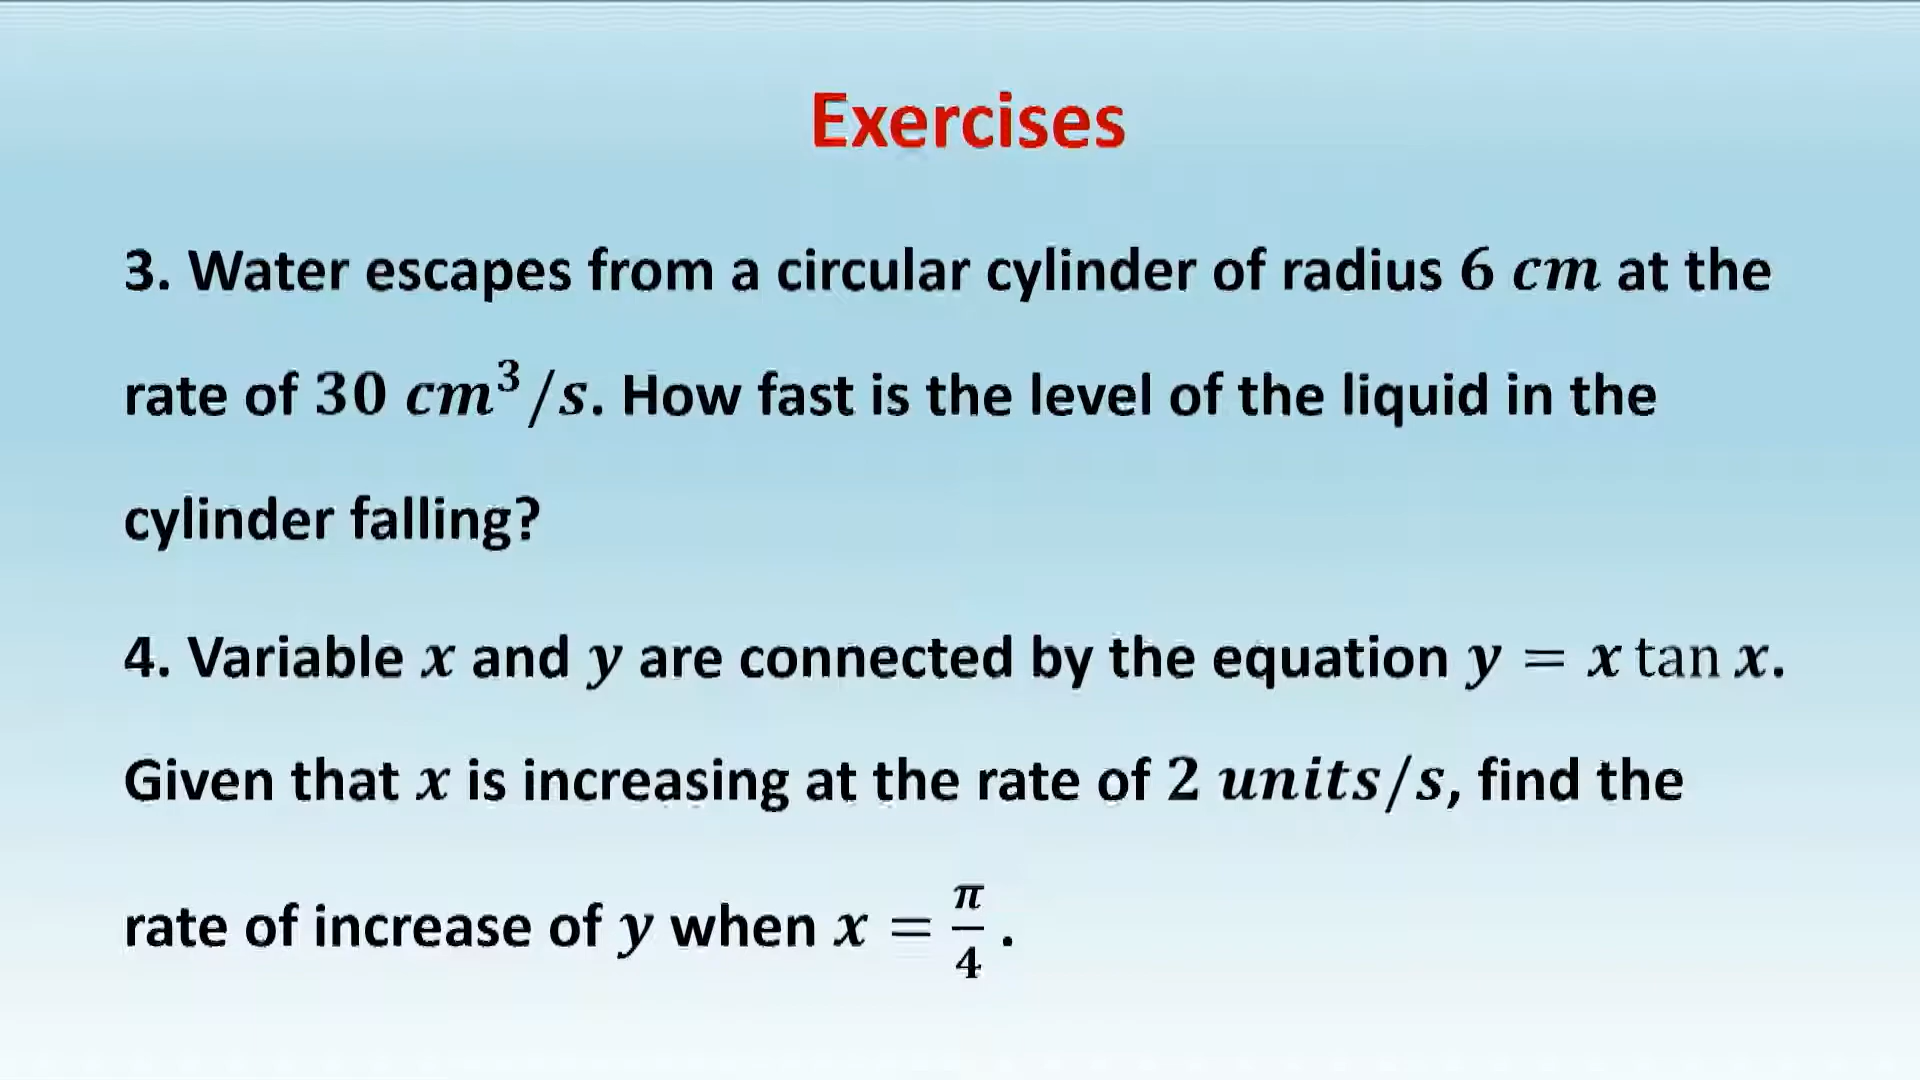 Exercises
3. Water escapes from a circular cylinder of radius 6 cm at the
rate of 30 cm³/s. How fast is the level of the liquid in the
cylinder falling?
4. Variable x and y are connected by the equation y = x tan x.
Given that x is increasing at the rate of 2 units/s, find the
rate of increase of y when x = π/4 .